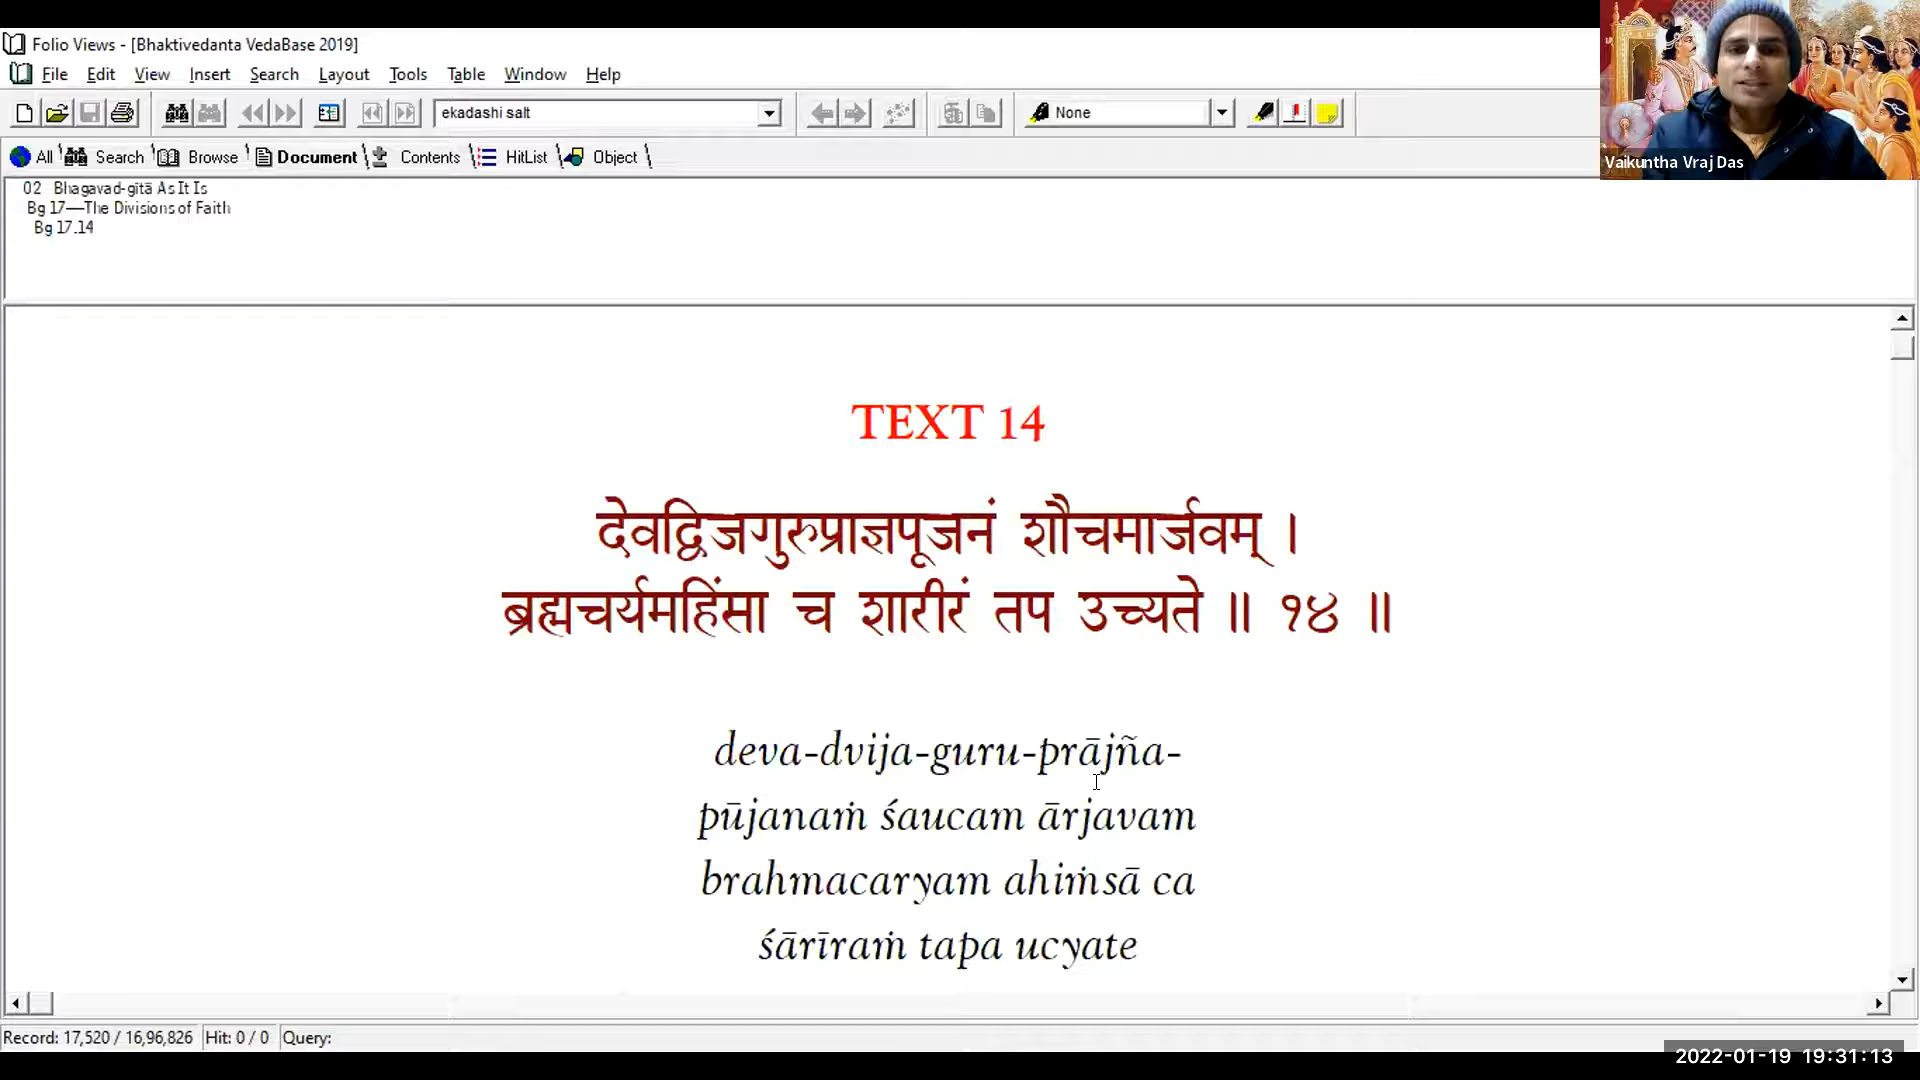 Folio Views - [Bhaktivedanta VedaBase 2019]
File Edit View Insert Search Layout Tools Table Window Help
ekadashi salt None
All Search Browse Document Contents HitList Object
Vaikuntha Vraj Das
02 Bhagavad-gītā As It Is
Bg 17—The Divisions of Faith
Bg 17.14
TEXT 14
देवद्विजगुरुप्राज्ञपूजनं शौचमार्जवम् ।
ब्रह्मचर्यमहिंसा च शारीरं तप उच्यते ॥ १४ ॥
deva-dvija-guru-prājña-
pūjanaṁ śaucam ārjavam
brahmacaryam ahiṁsā ca
śārīraṁ tapa ucyate
Record: 17,520 / 16,96,826 Hit: 0 / 0 Query:
2022-01-19 19:31:13